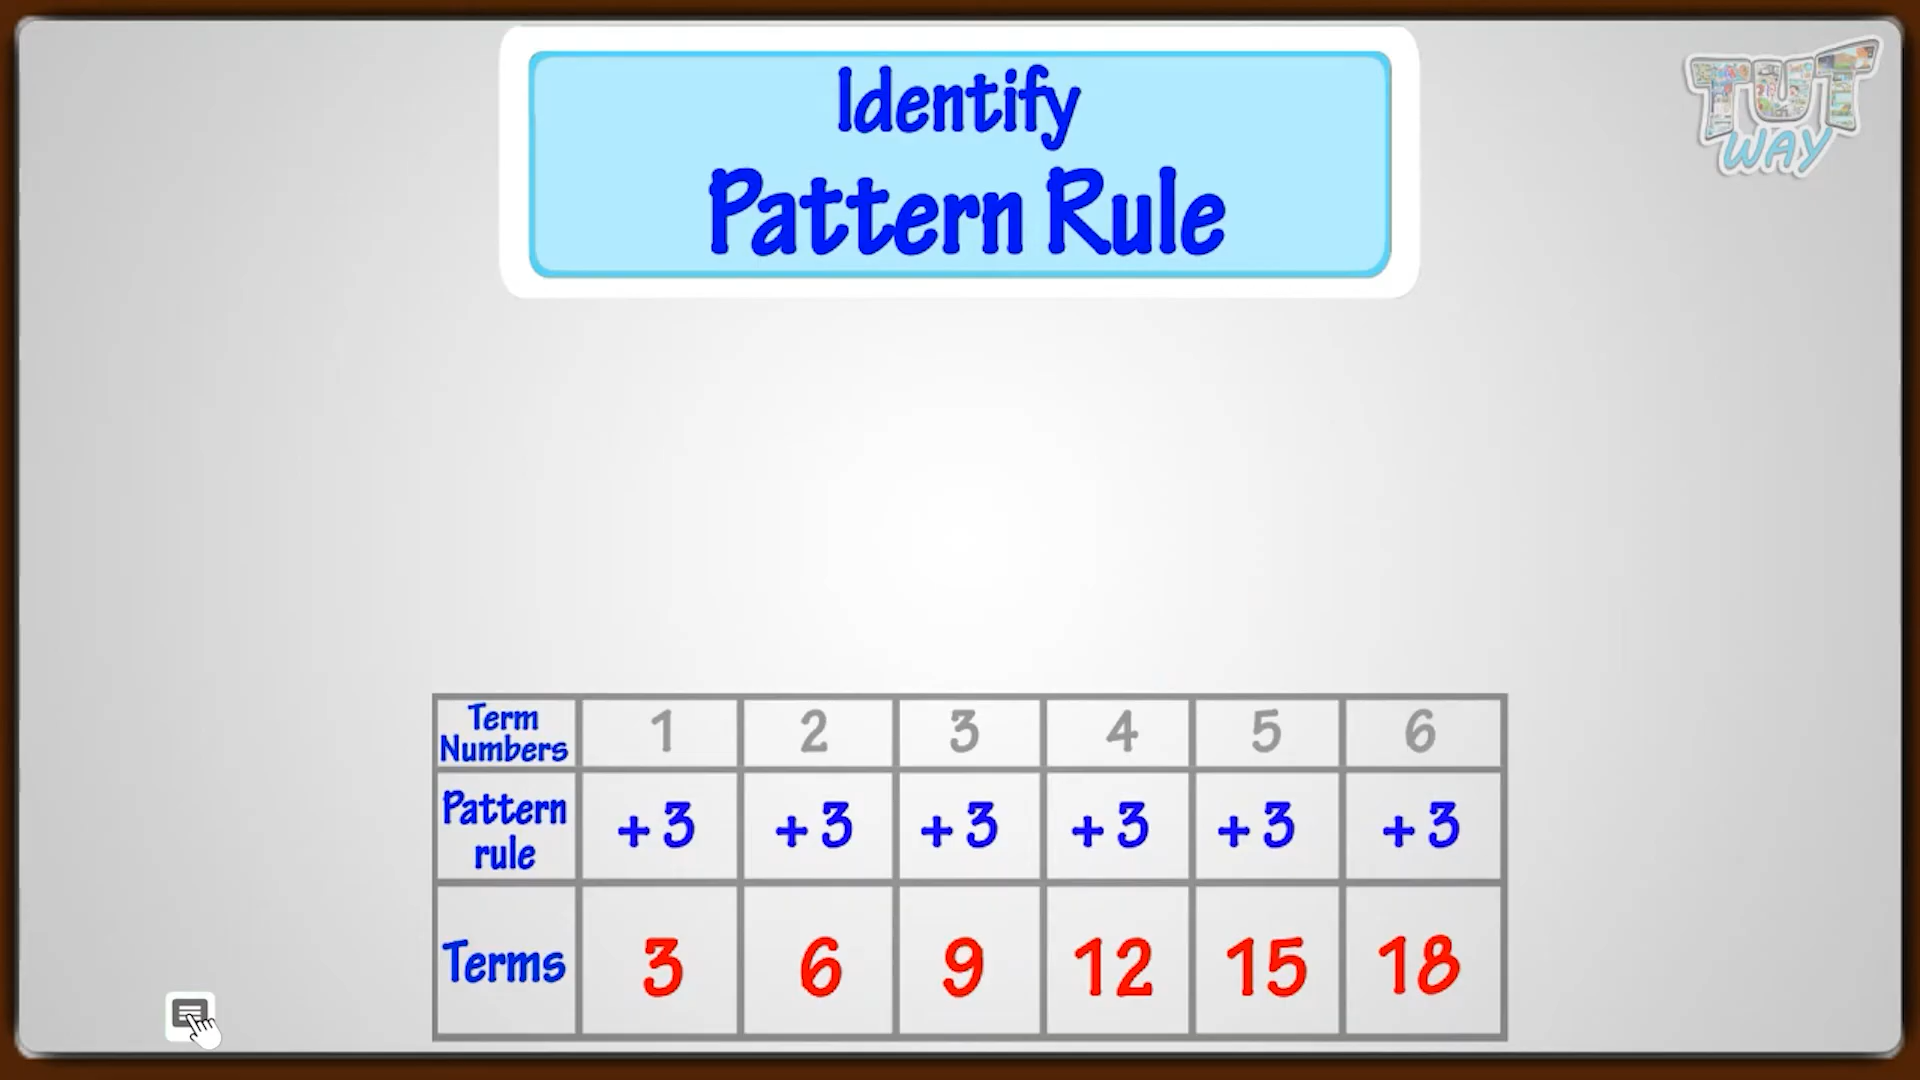 Identify
Pattern Rule
TUT
WAY
Term Numbers 1 2 3 4 5 6
Pattern rule +3 +3 +3 +3 +3 +3
Terms 3 6 9 12 15 18